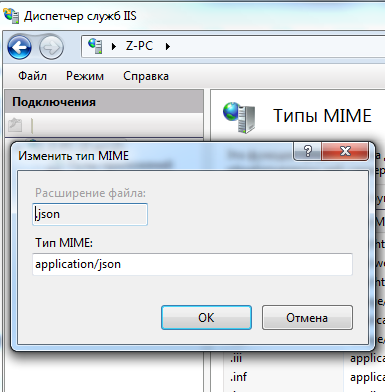 Диспетчер служб IIS
Z-PC
Файл Режим Справка
Подключения
Типы MIME
Изменить тип MIME
Расширение файла:
.json
Тип MIME:
application/json
OK Отмена
.iii applica
.inf applica